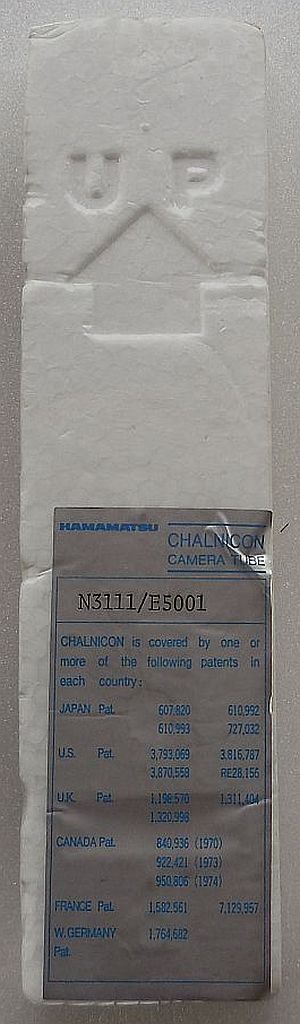 UP
HAMAMATSU
CHALNICON
CAMERA TUBE
N3111/E5001
CHALNICON is covered by one or
more of the following patents in
each country:
JAPAN Pat. 607,820 610,992
610,993 727,032
U.S. Pat. 3,793,069 3,816,787
3,870,558 RE28,156
U.K. Pat. 1,198,570 1,311,404
1,320,998
CANADA Pat. 840,936 (1970)
922,421 (1973)
950,806 (1974)
FRANCE Pat. 1,582,561 7,129,957
W.GERMANY 1,764,682
Pat.